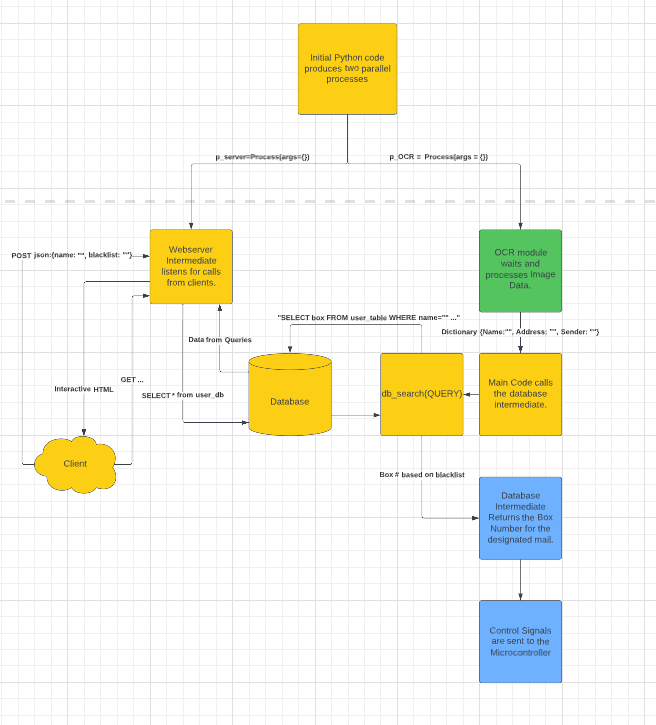 Initial Python code
produces two parallel
processes
p_server=Process(args={})
p_OCR = Process(args = {})
Webserver
Intermediate
listens for calls
from clients.
OCR module
waits and
processes Image
Data.
POST json:{name: "", blacklist: ""}
"SELECT box FROM user_table WHERE name="" ..."
Dictionary {Name:"", Address: "", Sender: ""}
Data from Queries
GET ...
Interactive HTML
SELECT * from user_db
Database
db_search(QUERY)
Main Code calls
the database
intermediate.
Client
Box # based on blacklist
Database
Intermediate
Returns the Box
Number for the
designated mail.
Control Signals
are sent to the
Microcontroller